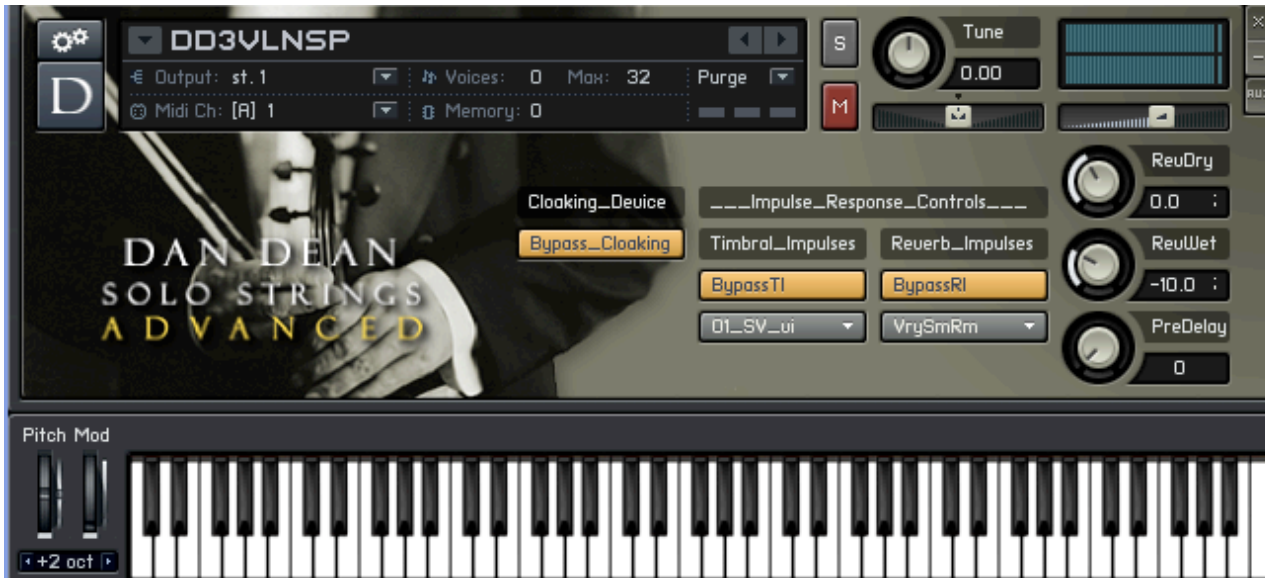 DD3VLNSP
Output: st. 1
Voices: 0 Max: 32
Purge
Midi Ch: [A] 1
Memory: 0
S
M
Tune
0.00
AUX
D
DAN DEAN
SOLO STRINGS
ADVANCED
Cloaking_Device
Bypass_Cloaking
___Impulse_Response_Controls___
Timbral_Impulses
Reverb_Impulses
BypassTI
BypassRI
01_SV_ui
VrySmRm
RevDry
0.0
RevWet
-10.0
PreDelay
0
Pitch Mod
+2 oct